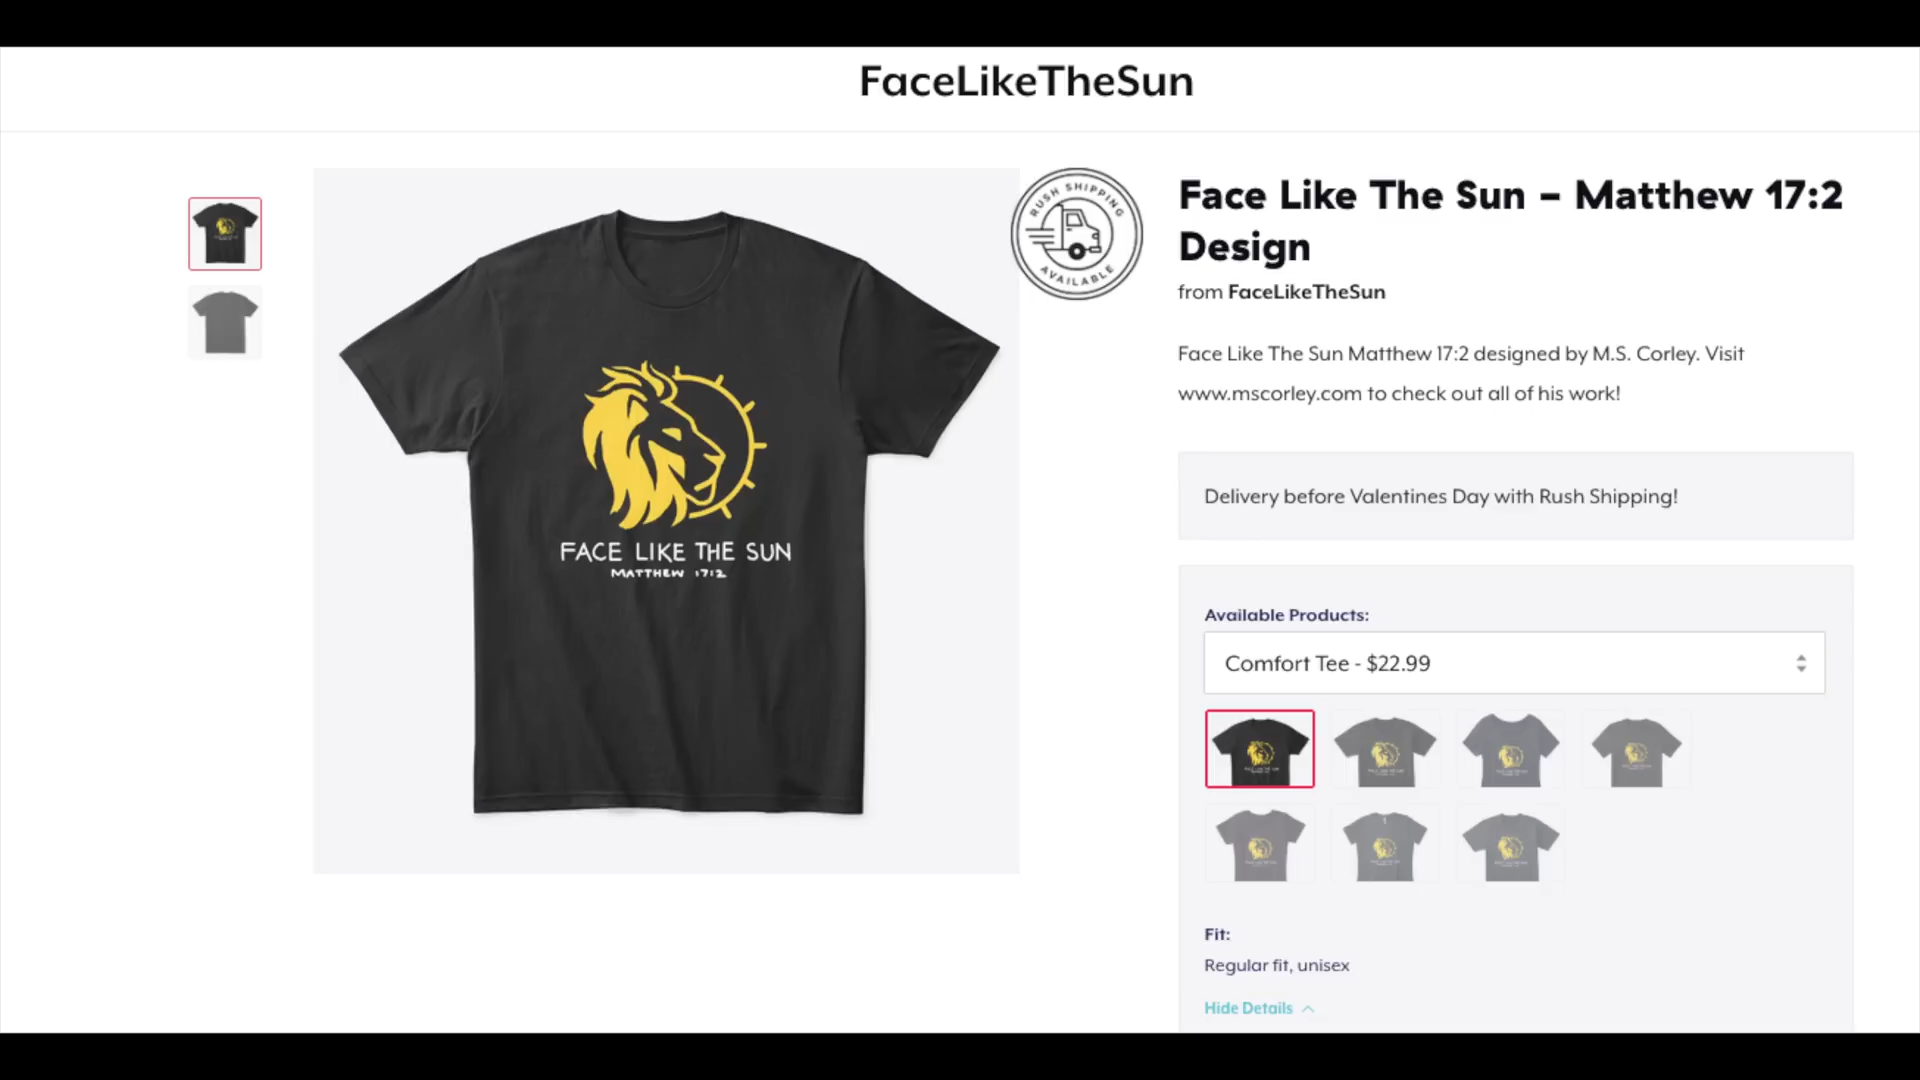 FaceLikeTheSun
RUSH SHIPPING
AVAILABLE
FACE LIKE THE SUN
MATTHEW 17:2
Face Like The Sun – Matthew 17:2
Design
from FaceLikeTheSun
Face Like The Sun Matthew 17:2 designed by M.S. Corley. Visit
www.mscorley.com to check out all of his work!
Delivery before Valentines Day with Rush Shipping!
Available Products:
Comfort Tee - $22.99
Fit:
Regular fit, unisex
Hide Details